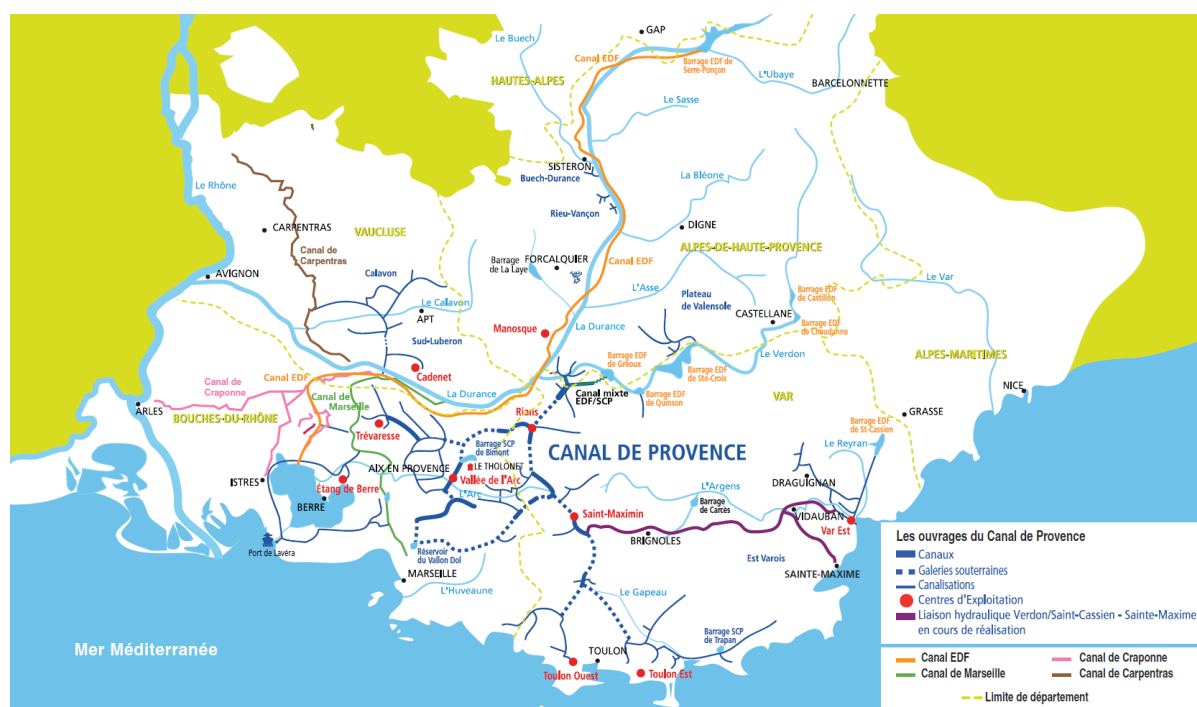 GAP
Le Buech
Canal EDF
Barrage EDF de
Serre-Ponçon
L'Ubaye
BARCELONNETTE
HAUTES-ALPES
Le Sasse
SISTERON
Buech-Durance
La Bléone
Le Rhône
Rieu-Vançon
CARPENTRAS
VAUCLUSE
DIGNE
Canal de
Carpentras
ALPES-DE-HAUTE-PROVENCE
Barrage
de La Laye
FORCALQUIER
Canal EDF
AVIGNON
Calavon
Le Var
L'Asse
Plateau
de Valensole
Barrage EDF
de Castillon
Le Calavon
APT
CASTELLANE
Barrage EDF
de Chaudanne
Manosque
La Durance
Sud-Luberon
Le Verdon
ALPES-MARITIMES
Barrage EDF
de Gréoux
Canal EDF
Cadenet
Barrage EDF
de Ste-Croix
Canal de
Craponne
La Durance
Canal mixte
EDF/SCP
Barrage EDF
de Quinson
VAR
NICE
Canal de
Marseille
ARLES
BOUCHES-DU-RHÔNE
Rians
GRASSE
Barrage EDF
de St-Cassien
Trévaresse
Barrage SCP
de Bimont
CANAL DE PROVENCE
Le Reyran
AIX EN PROVENCE
LE THOLONET
Vallée de l'Arc
DRAGUIGNAN
ISTRES
Étang de Berre
L'Arc
L'Argens
BERRE
Saint-Maximin
Barrage
de Carcès
VIDAUBAN
Var Est
BRIGNOLES
Port de Lavéra
Réservoir
du Vallon Dol
Est Varois
SAINTE-MAXIME
MARSEILLE
L'Huveaune
Le Gapeau
Barrage SCP
de Trapan
Mer Méditerranée
TOULON
Toulon Ouest
Toulon Est
Les ouvrages du Canal de Provence
Canaux
Galeries souterraines
Canalisations
Centres d'Exploitation
Liaison hydraulique Verdon/Saint-Cassien - Sainte-Maxime
en cours de réalisation
Canal EDF
Canal de Craponne
Canal de Marseille
Canal de Carpentras
Limite de département